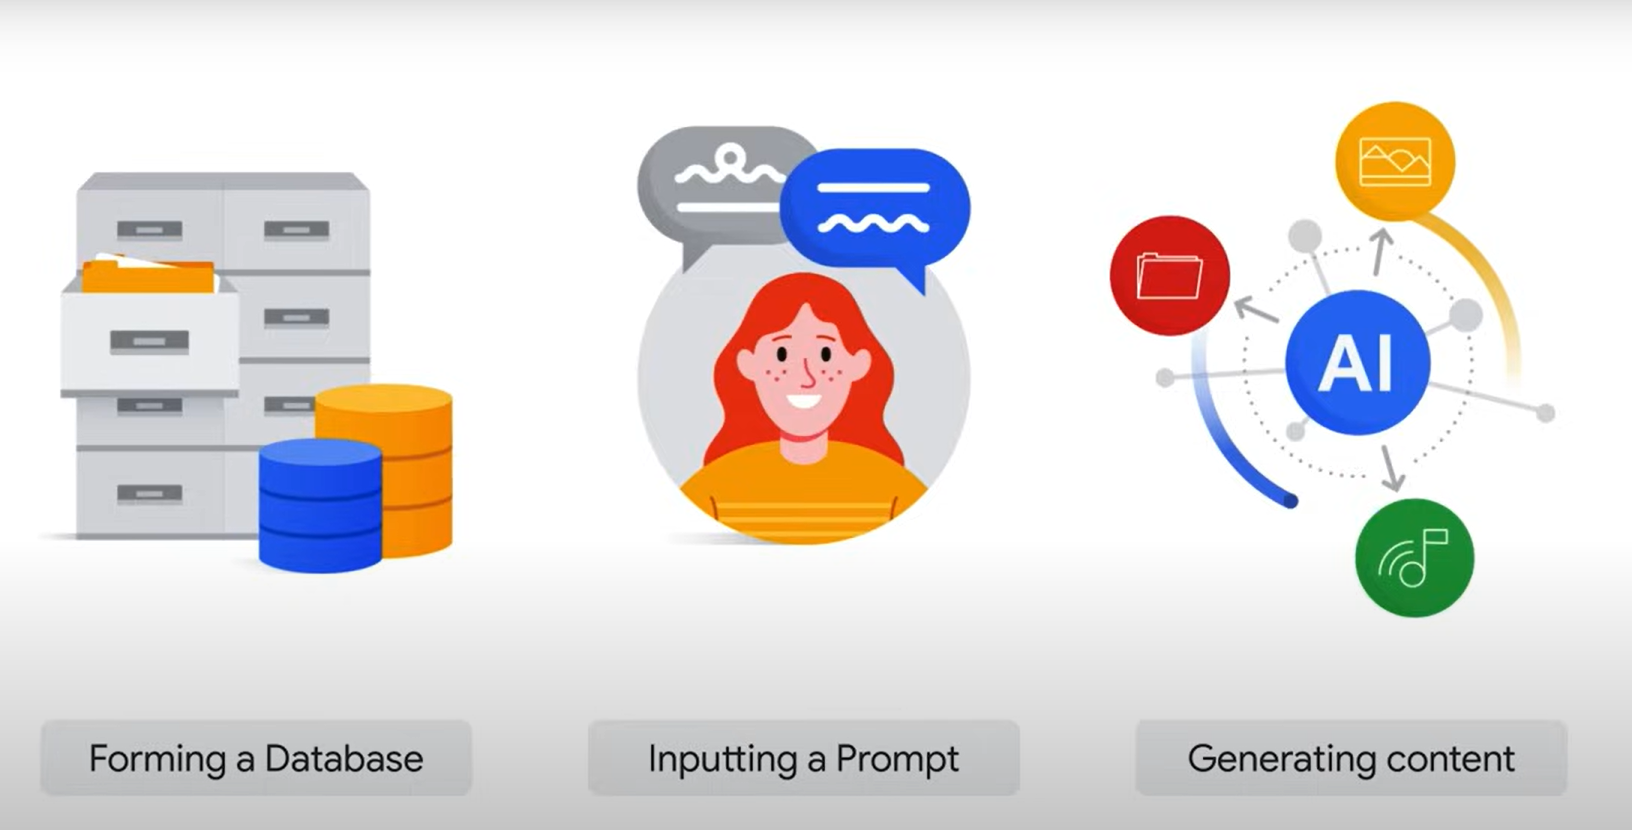 AI
Forming a Database
Inputting a Prompt
Generating content